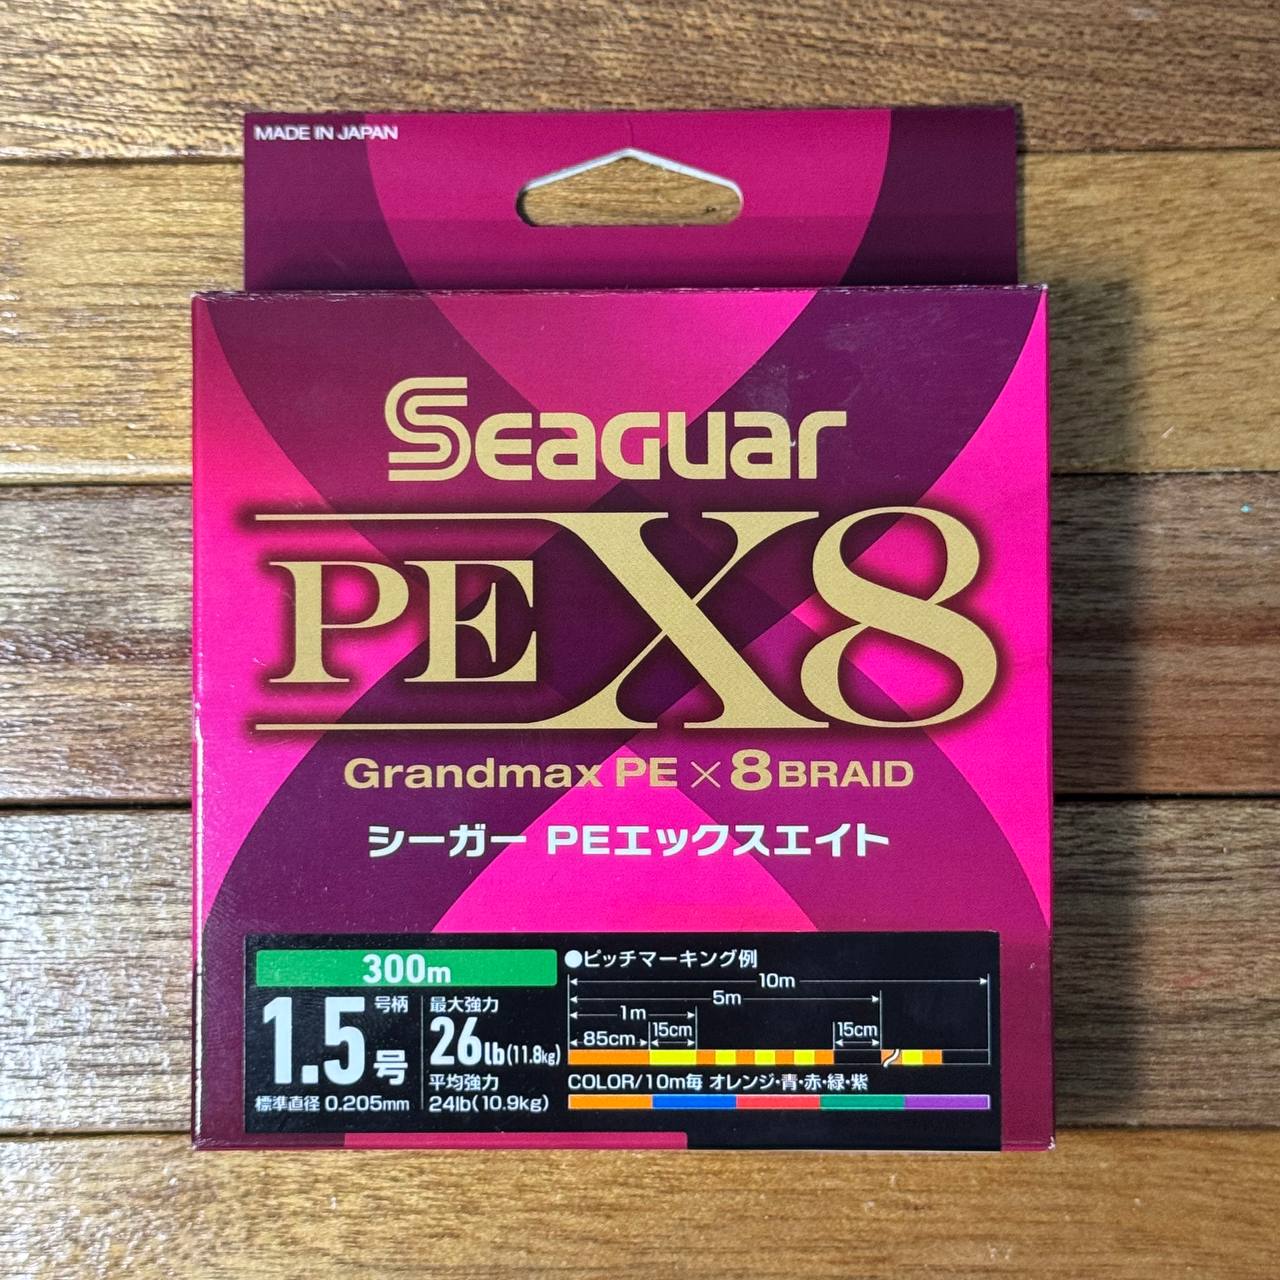 MADE IN JAPAN
Seaguar
PE X8
Grandmax PE × 8 BRAID
シーガー PEエックスエイト
300m
1.5号
号柄
標準直径 0.205mm
最大強力
26lb(11.8kg)
平均強力
24lb(10.9kg)
●ピッチマーキング例
10m
5m
1m
85cm 15cm 15cm
COLOR/10m毎 オレンジ・青・赤・緑・紫